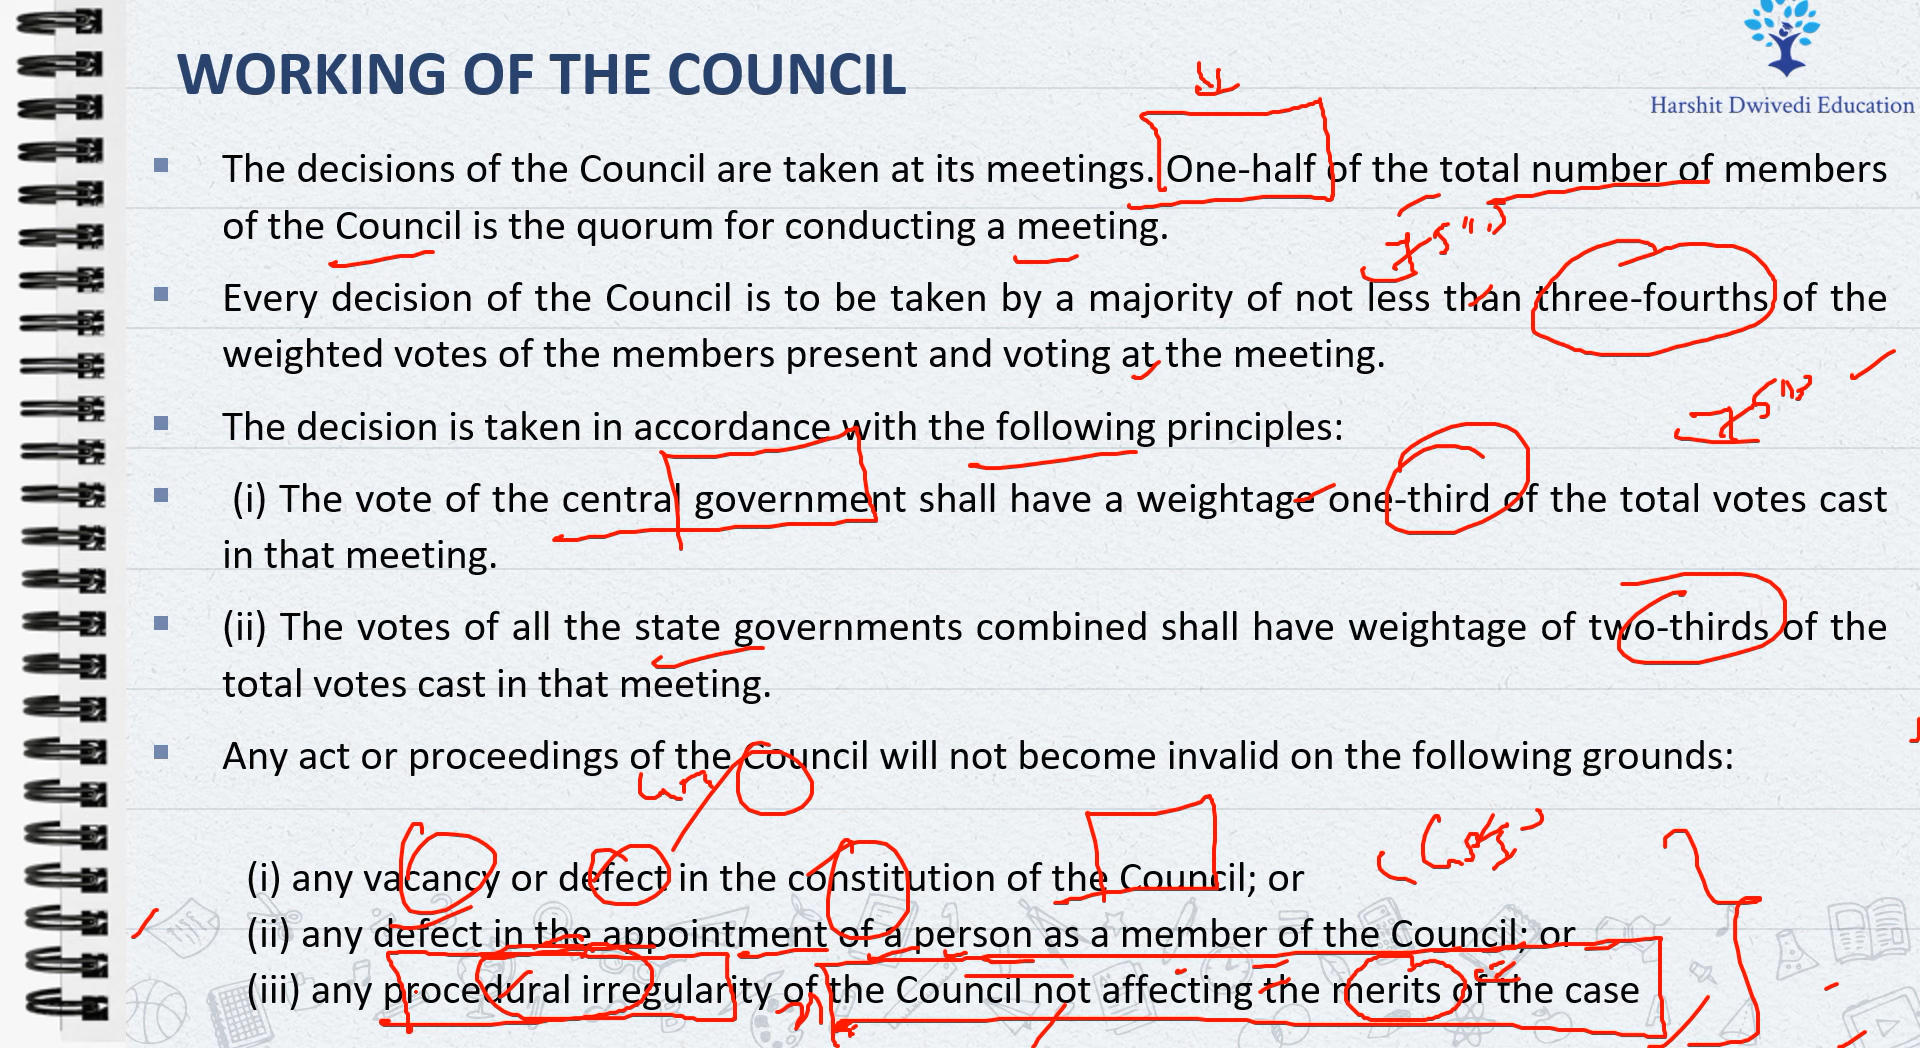 WORKING OF THE COUNCIL
Harshit Dwivedi Education
The decisions of the Council are taken at its meetings. One-half of the total number of members
of the Council is the quorum for conducting a meeting.
Every decision of the Council is to be taken by a majority of not less than three-fourths of the
weighted votes of the members present and voting at the meeting.
The decision is taken in accordance with the following principles:
(i) The vote of the central government shall have a weightage one-third of the total votes cast
in that meeting.
(ii) The votes of all the state governments combined shall have weightage of two-thirds of the
total votes cast in that meeting.
Any act or proceedings of the Council will not become invalid on the following grounds:
(i) any vacancy or defect in the constitution of the Council; or
(ii) any defect in the appointment of a person as a member of the Council; or
(iii) any procedural irregularity of the Council not affecting the merits of the case